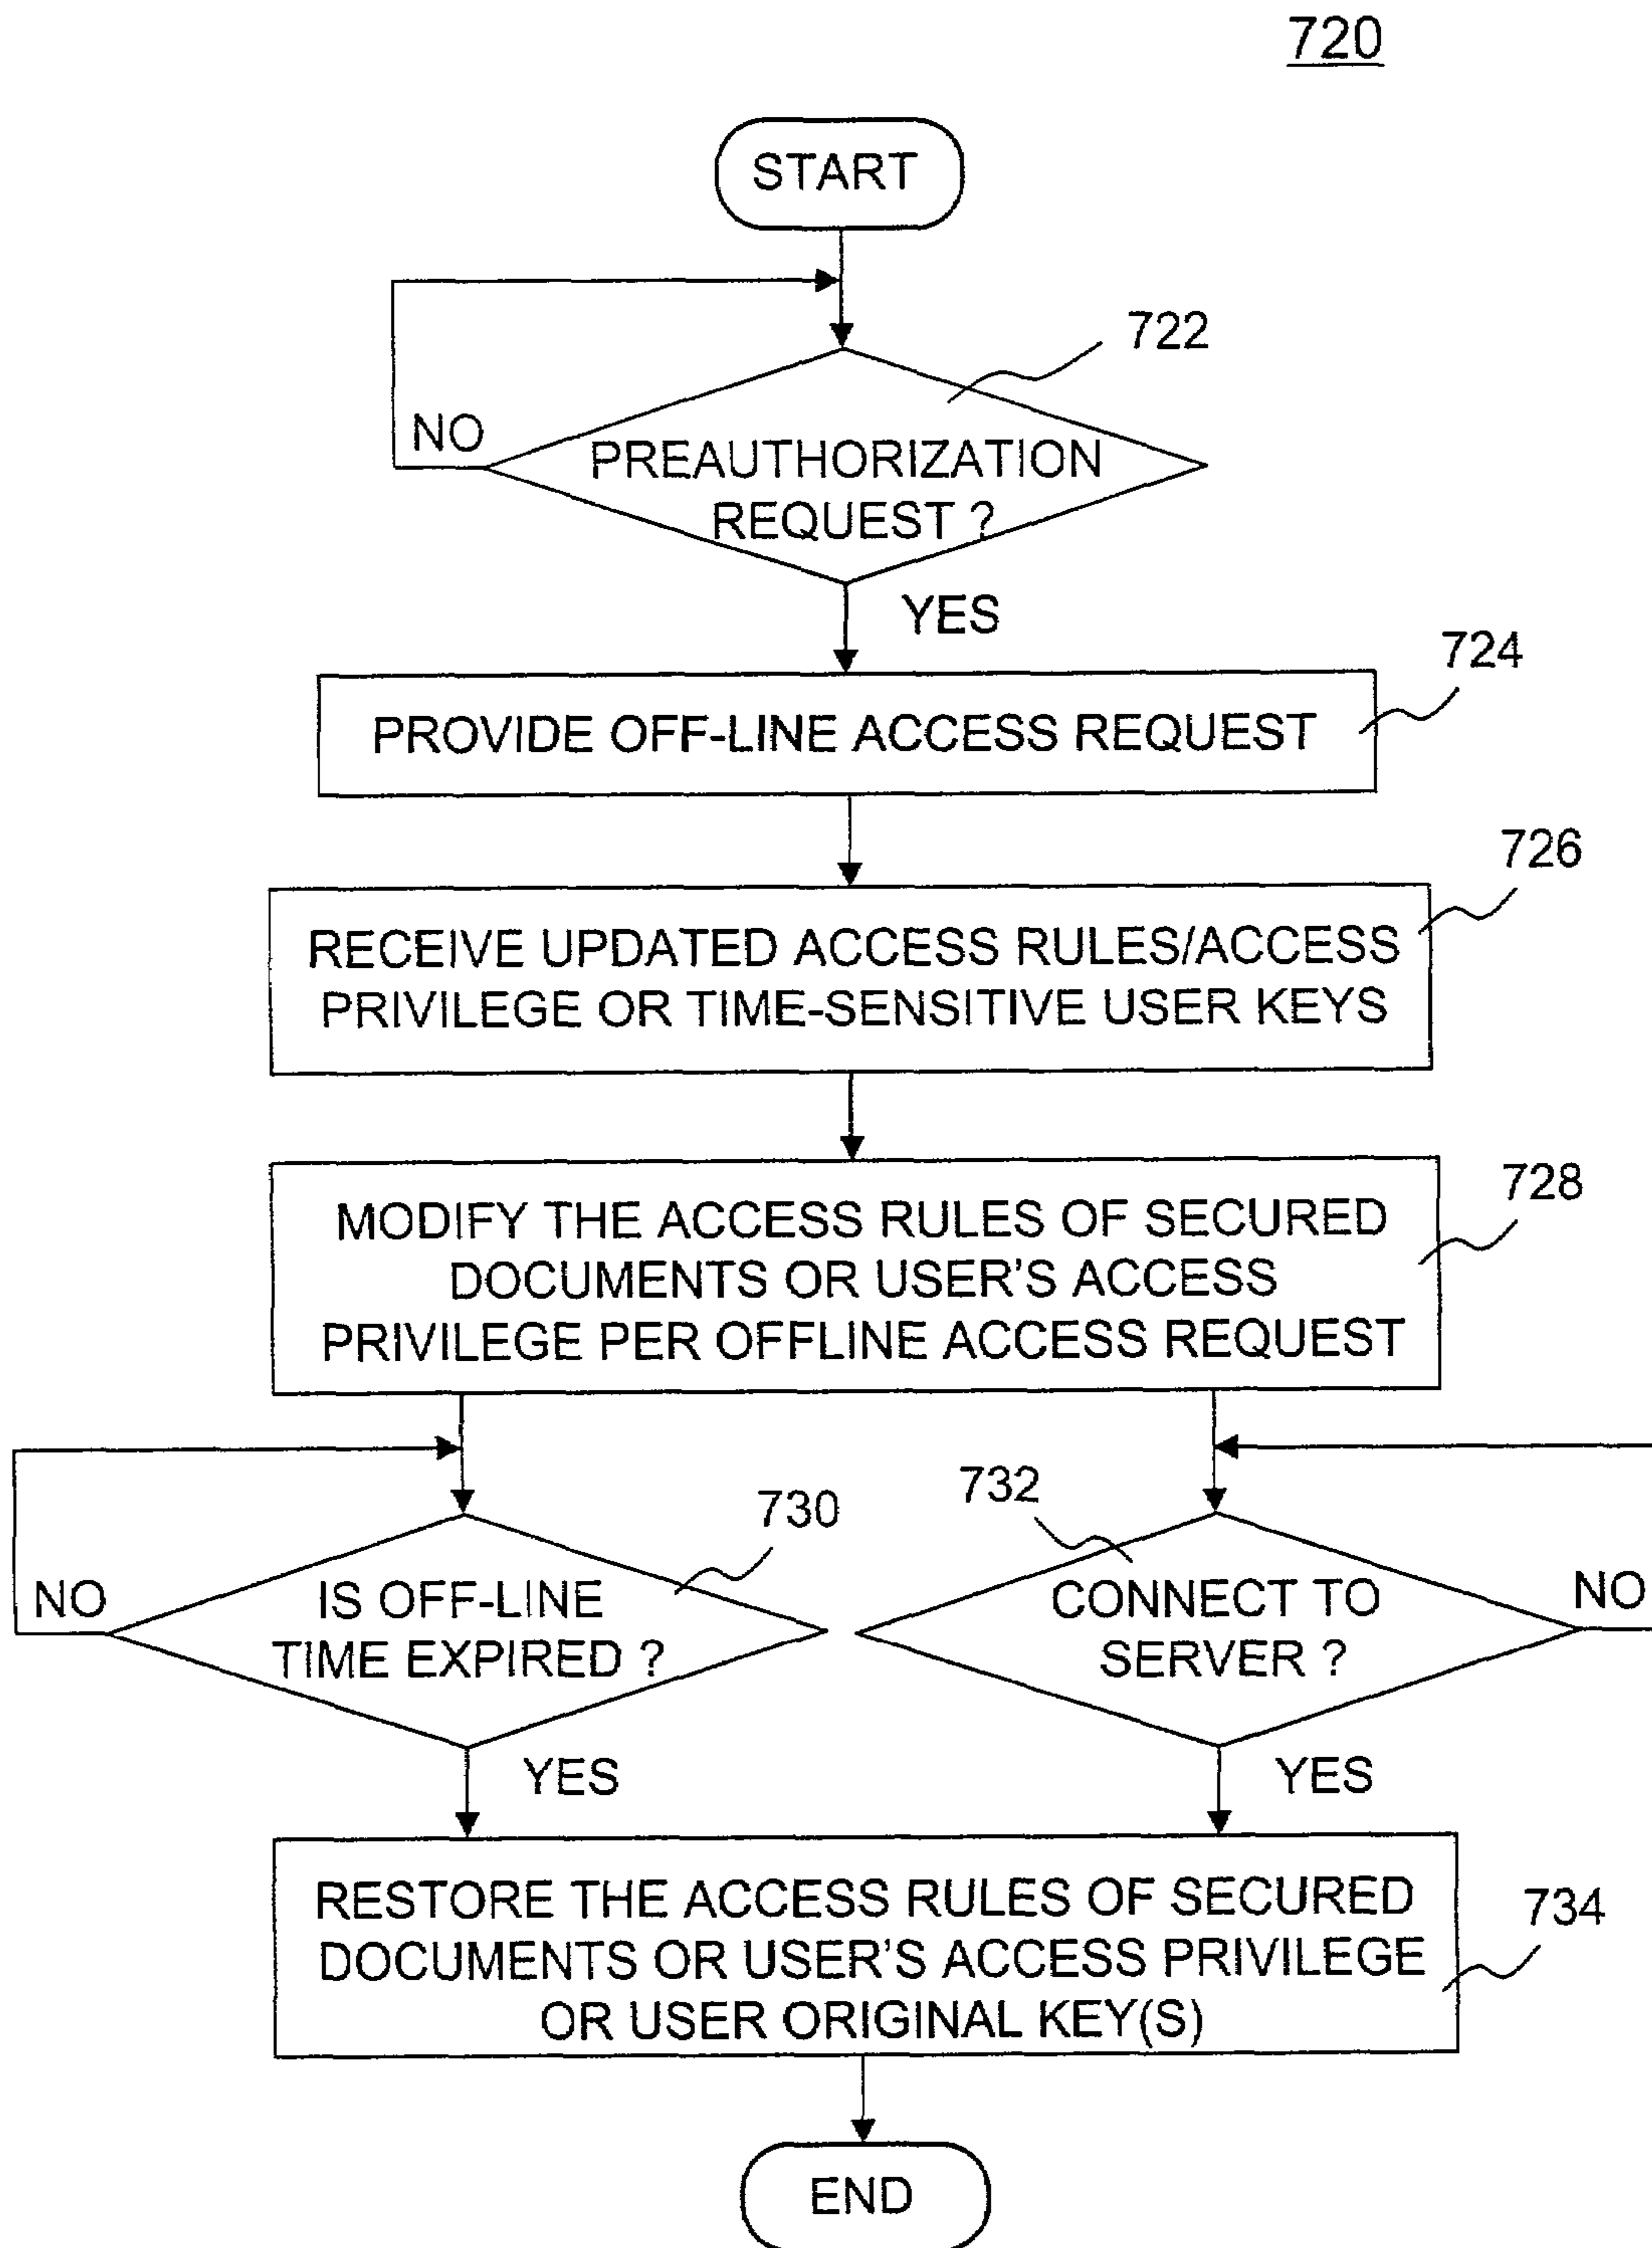 720
START
722
NO
PREAUTHORIZATION
REQUEST ?
YES
724
PROVIDE OFF-LINE ACCESS REQUEST
726
RECEIVE UPDATED ACCESS RULES/ACCESS
PRIVILEGE OR TIME-SENSITIVE USER KEYS
728
MODIFY THE ACCESS RULES OF SECURED
DOCUMENTS OR USER'S ACCESS
PRIVILEGE PER OFFLINE ACCESS REQUEST
730
732
NO
IS OFF-LINE
TIME EXPIRED ?
CONNECT TO
SERVER ?
NO
YES
YES
RESTORE THE ACCESS RULES OF SECURED
DOCUMENTS OR USER'S ACCESS PRIVILEGE
OR USER ORIGINAL KEY(S)
734
END